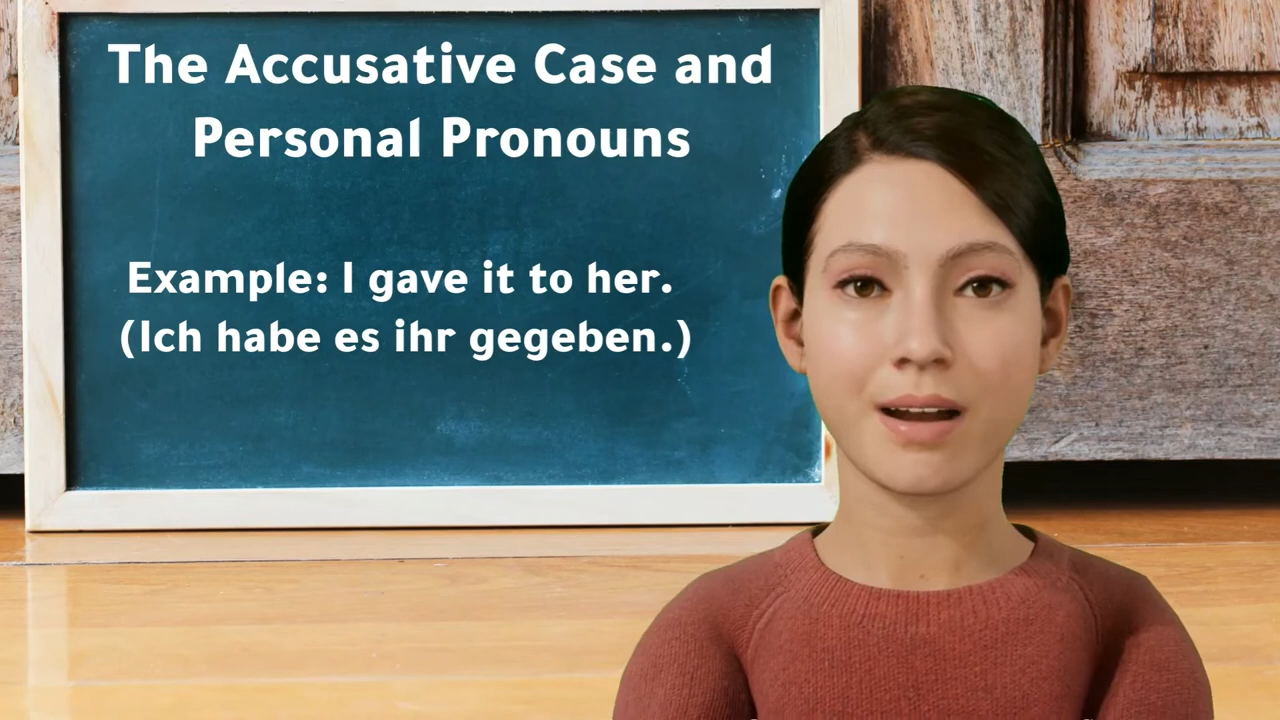 The Accusative Case and
Personal Pronouns
Example: I gave it to her.
(Ich habe es ihr gegeben.)